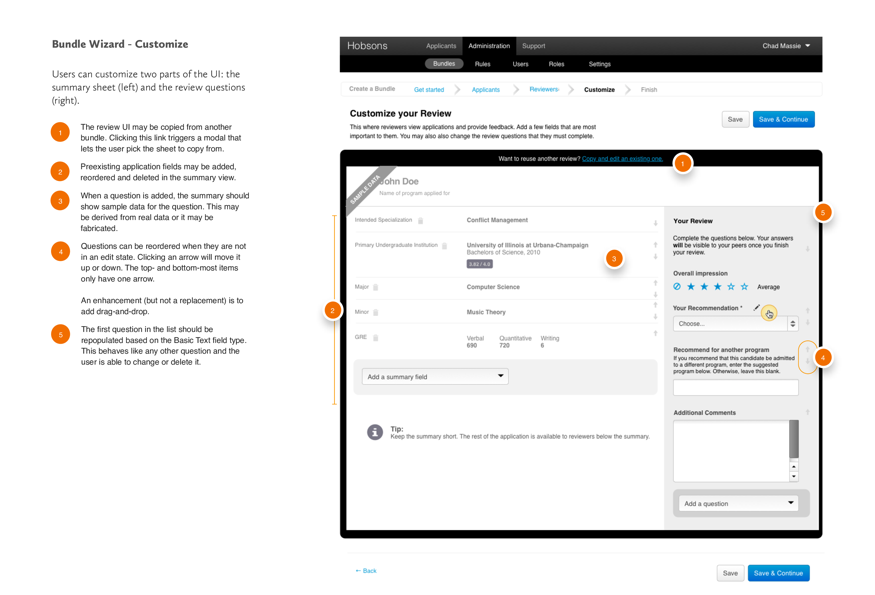 Bundle Wizard - Customize
Users can customize two parts of the UI: the
summary sheet (left) and the review questions
(right).
1
The review UI may be copied from another
bundle. Clicking this link triggers a modal that
lets the user pick the sheet to copy from.
2
Preexisting application fields may be added,
reordered and deleted in the summary view.
3
When a question is added, the summary should
show sample data for the question. This may
be derived from real data or it may be
fabricated.
4
Questions can be reordered when they are not
in an edit state. Clicking an arrow will move it
up or down. The top- and bottom-most items
only have one arrow.
An enhancement (but not a replacement) is to
add drag-and-drop.
5
The first question in the list should be
repopulated based on the Basic Text field type.
This behaves like any other question and the
user is able to change or delete it.
Hobsons
Applicants Administration Support
Chad Massie
Bundles Rules Users Roles Settings
Create a Bundle Get started Applicants Reviewers Customize Finish
Customize your Review
This where reviewers view applications and provide feedback. Add a few fields that are most
important to them. You may also also change the review questions that they must complete.
Save
Save & Continue
Want to reuse another review? Copy and edit an existing one.
1
SAMPLE DATA
John Doe
Name of program applied for
Intended Specialization
Conflict Management
Primary Undergraduate Institution
University of Illinois at Urbana-Champaign
Bachelors of Science, 2010
3.82 / 4.0
3
Major
Computer Science
2
Minor
Music Theory
GRE
Verbal Quantitative Writing
690 720 6
Add a summary field
Tip:
Keep the summary short. The rest of the application is available to reviewers below the summary.
5
Your Review
Complete the questions below. Your answers
will be visible to your peers once you finish
your review.
Overall impression
Average
Your Recommendation *
Choose...
4
Recommend for another program
If you recommend that this candidate be admitted
to a different program, enter the suggested
program below. Otherwise, leave this blank.
Additional Comments
Add a question
← Back
Save
Save & Continue